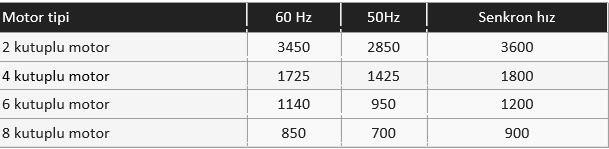 Motor tipi 60 Hz 50Hz Senkron hız
2 kutuplu motor 3450 2850 3600
4 kutuplu motor 1725 1425 1800
6 kutuplu motor 1140 950 1200
8 kutuplu motor 850 700 900